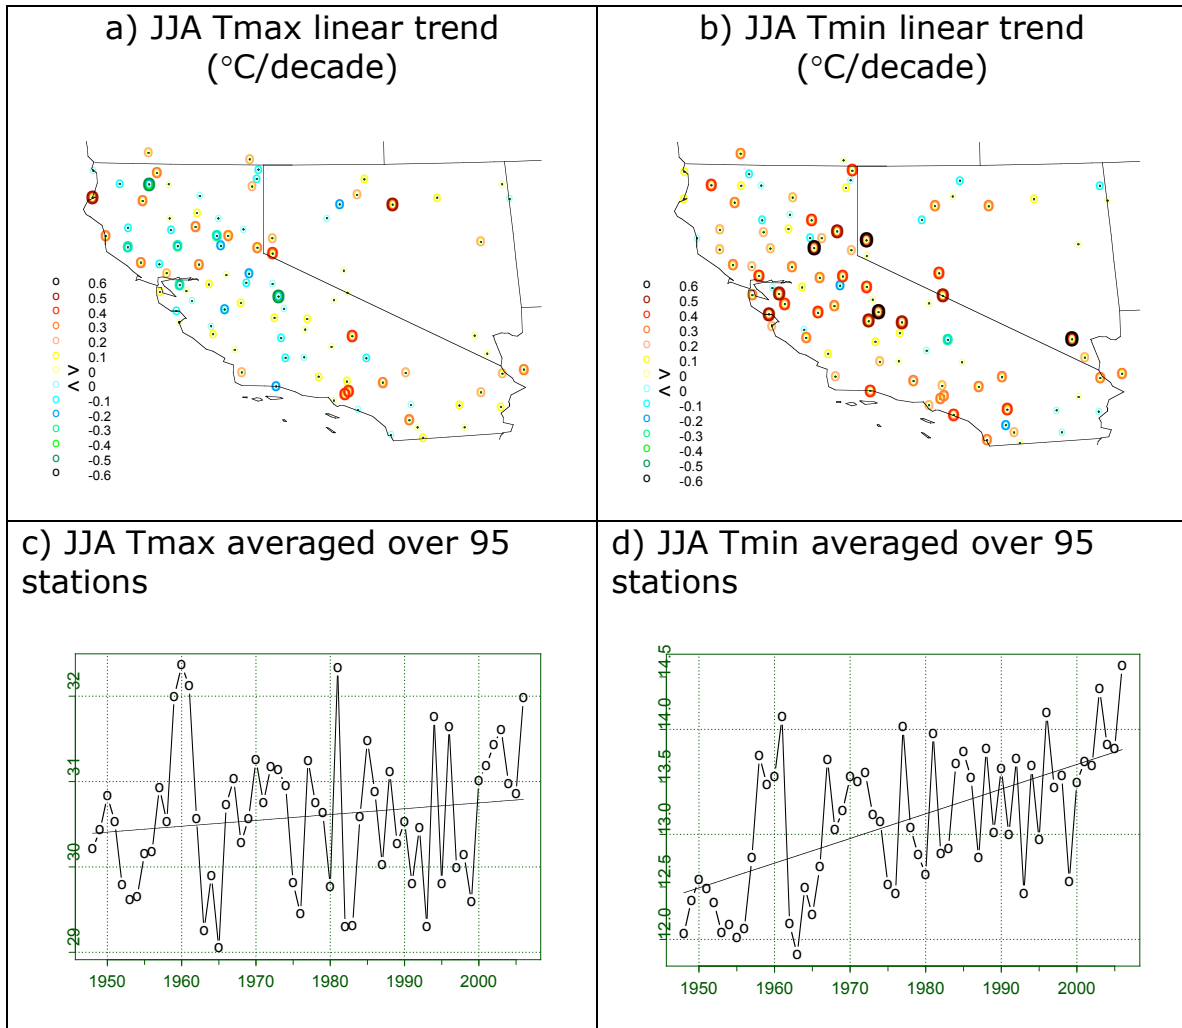 a) JJA Tmax linear trend
(°C/decade)
b) JJA Tmin linear trend
(°C/decade)
o 0.6
o 0.5
o 0.4
o 0.3
o 0.2
o 0.1
o > 0
o < 0
o -0.1
o -0.2
o -0.3
o -0.4
o -0.5
o -0.6
o 0.6
o 0.5
o 0.4
o 0.3
o 0.2
o 0.1
o > 0
o < 0
o -0.1
o -0.2
o -0.3
o -0.4
o -0.5
o -0.6
c) JJA Tmax averaged over 95
stations
d) JJA Tmin averaged over 95
stations
32
31
30
29
1950 1960 1970 1980 1990 2000
14.5
14.0
13.5
13.0
12.5
12.0
1950 1960 1970 1980 1990 2000